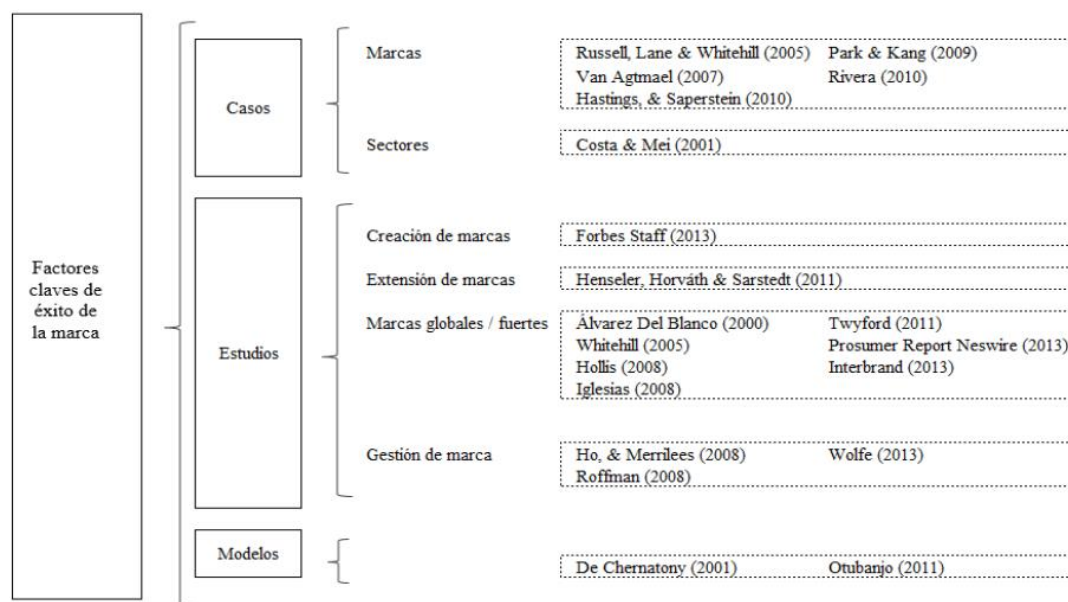 Factores
claves de
éxito de
la marca
Casos
Marcas
Russell, Lane & Whitehill (2005) Park & Kang (2009)
Van Agtmael (2007) Rivera (2010)
Hastings, & Saperstein (2010)
Sectores
Costa & Mei (2001)
Estudios
Creación de marcas
Forbes Staff (2013)
Extensión de marcas
Henseler, Horváth & Sarstedt (2011)
Marcas globales / fuertes
Álvarez Del Blanco (2000) Twyford (2011)
Whitehill (2005) Prosumer Report Neswire (2013)
Hollis (2008) Interbrand (2013)
Iglesias (2008)
Gestión de marca
Ho, & Merrilees (2008) Wolfe (2013)
Roffman (2008)
Modelos
De Chernatony (2001) Otubanjo (2011)